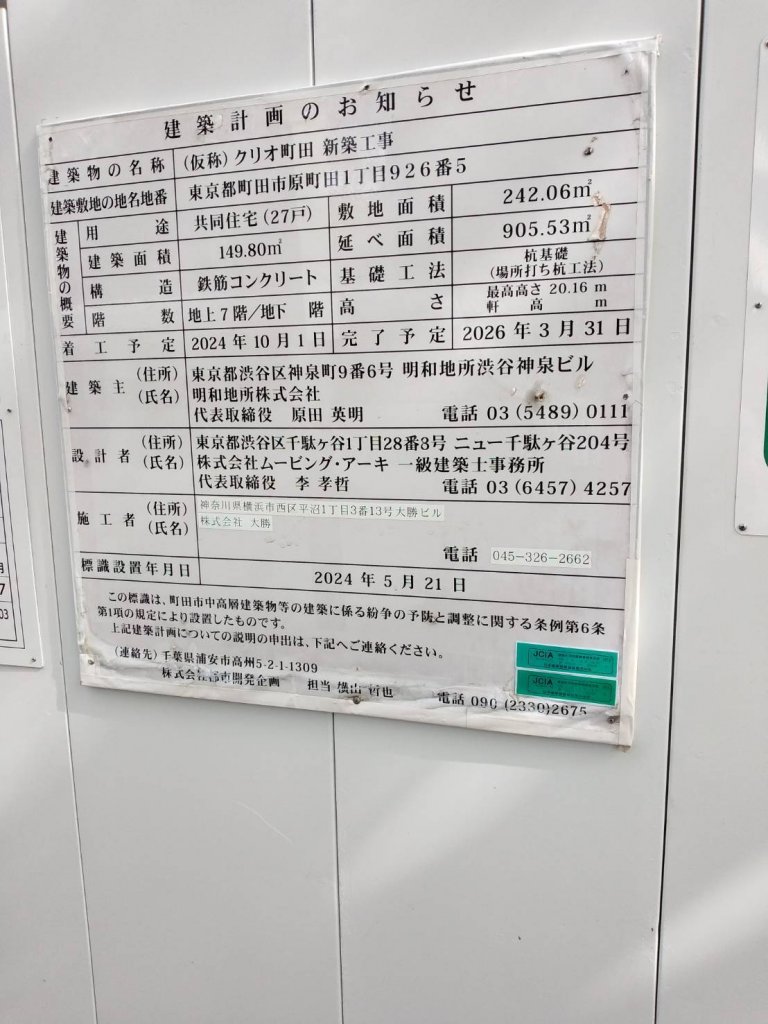 建築計画のお知らせ
建築物の名称 (仮称)クリオ町田 新築工事
建築敷地の地名地番 東京都町田市原町田1丁目926番5
建築物の概要
用途 共同住宅(27戸) 敷地面積 242.06㎡
建築面積 149.80㎡ 延べ面積 905.53㎡
構造 鉄筋コンクリート 基礎工法 杭基礎
(場所打ち杭工法)
階数 地上7階/地下 階 高さ 最高高さ 20.16 m
軒高 m
着工予定 2024年10月1日 完了予定 2026年3月31日
建築主 (住所) 東京都渋谷区神泉町9番6号 明和地所渋谷神泉ビル
(氏名) 明和地所株式会社
代表取締役 原田 英明 電話 03(5489)0111
設計者 (住所) 東京都渋谷区千駄ヶ谷1丁目28番3号 ニュー千駄ヶ谷204号
(氏名) 株式会社ムービング・アーキ 一級建築士事務所
代表取締役 李 孝哲 電話 03(6457)4257
施工者 (住所) 神奈川県横浜市西区平沼1丁目3番13号大勝ビル
(氏名) 株式会社 大勝
電話 045-326-2662
標識設置年月日 2024年5月21日
この標識は、町田市中高層建築物等の建築に係る紛争の予防と調整に関する条例第6条
第1項の規定により設置したものです。
上記建築計画についての説明の申出は、下記へご連絡ください。
(連絡先)千葉県浦安市高洲5-2-1-1309
株式会社都市開発企画 担当 横山 哲也 電話 090(2330)2675
JCIA
JCIA
月
7
03